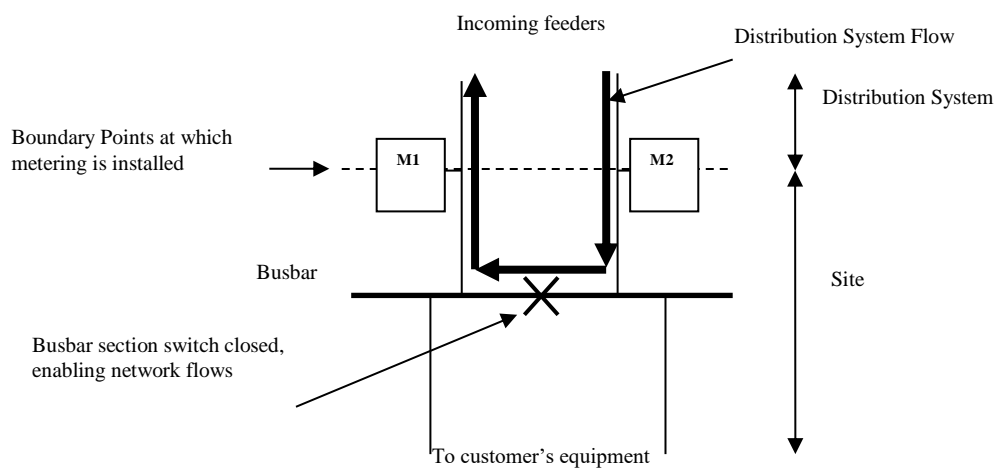 Incoming feeders
Distribution System Flow
Distribution System
Boundary Points at which
metering is installed
M1
M2
Busbar
Site
Busbar section switch closed,
enabling network flows
To customer’s equipment